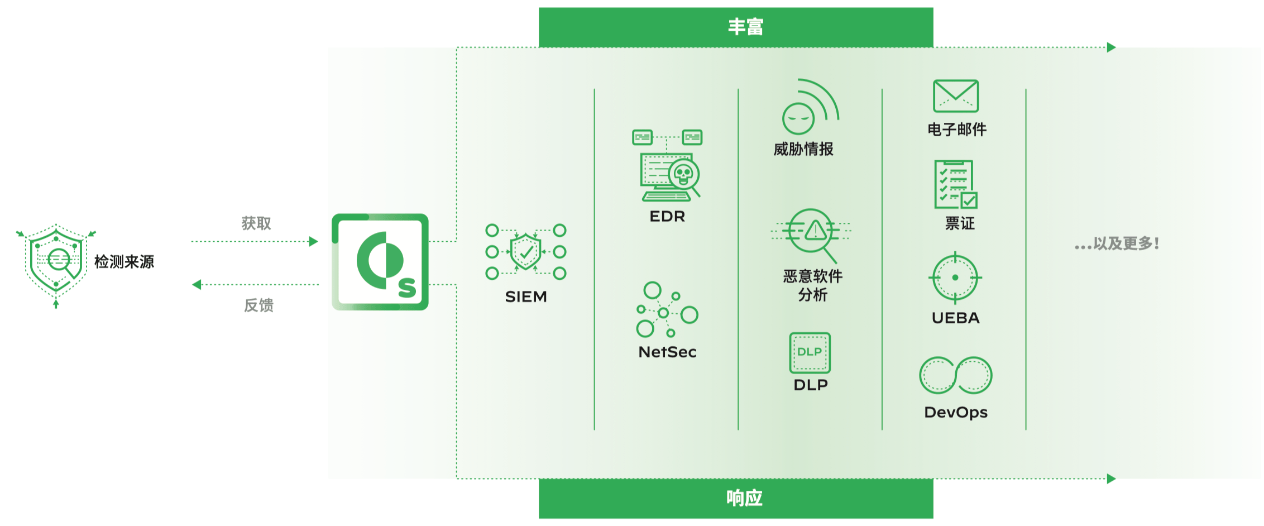 丰富
检测来源
获取
反馈
S
SIEM
EDR
NetSec
威胁情报
恶意软件
分析
DLP
DLP
电子邮件
票证
UEBA
DevOps
...以及更多!
响应